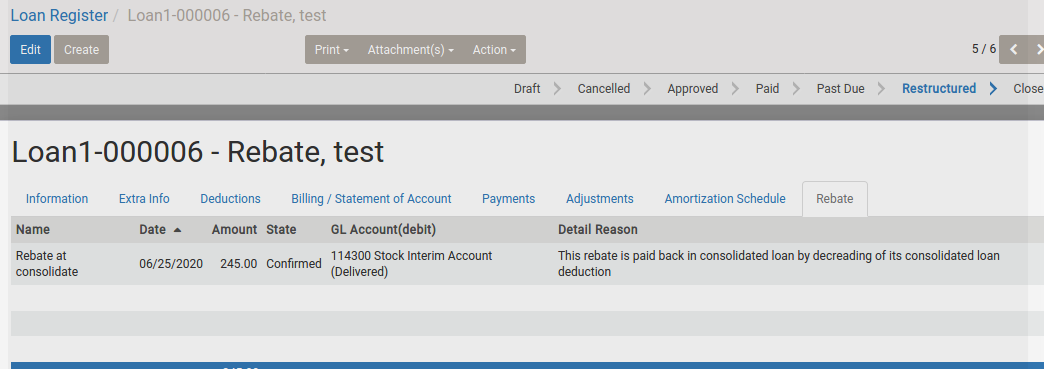 Loan Register / Loan1-000006 - Rebate, test
Edit Create Print Attachment(s) Action 5 / 6
Draft Cancelled Approved Paid Past Due Restructured Close
Loan1-000006 - Rebate, test
Information Extra Info Deductions Billing / Statement of Account Payments Adjustments Amortization Schedule Rebate
Name Date Amount State GL Account(debit) Detail Reason
Rebate at consolidate 06/25/2020 245.00 Confirmed 114300 Stock Interim Account (Delivered) This rebate is paid back in consolidated loan by decreading of its consolidated loan deduction